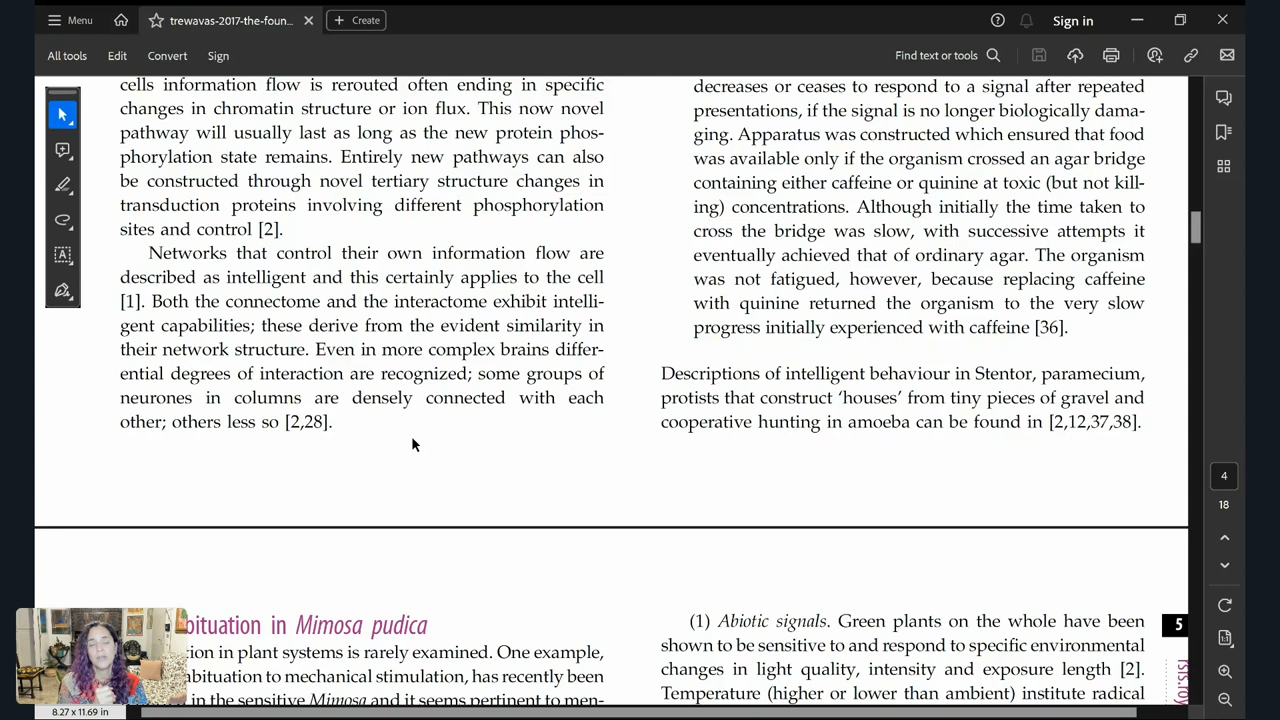 Menu
trewavas-2017-the-foun...
Create
Sign in
All tools
Edit
Convert
Sign
Find text or tools
cells information flow is rerouted often ending in specific
changes in chromatin structure or ion flux. This now novel
pathway will usually last as long as the new protein phos-
phorylation state remains. Entirely new pathways can also
be constructed through novel tertiary structure changes in
transduction proteins involving different phosphorylation
sites and control [2].
Networks that control their own information flow are
described as intelligent and this certainly applies to the cell
[1]. Both the connectome and the interactome exhibit intelli-
gent capabilities; these derive from the evident similarity in
their network structure. Even in more complex brains differ-
ential degrees of interaction are recognized; some groups of
neurones in columns are densely connected with each
other; others less so [2,28].
decreases or ceases to respond to a signal after repeated
presentations, if the signal is no longer biologically dama-
ging. Apparatus was constructed which ensured that food
was available only if the organism crossed an agar bridge
containing either caffeine or quinine at toxic (but not kill-
ing) concentrations. Although initially the time taken to
cross the bridge was slow, with successive attempts it
eventually achieved that of ordinary agar. The organism
was not fatigued, however, because replacing caffeine
with quinine returned the organism to the very slow
progress initially experienced with caffeine [36].
Descriptions of intelligent behaviour in Stentor, paramecium,
protists that construct ‘houses’ from tiny pieces of gravel and
cooperative hunting in amoeba can be found in [2,12,37,38].
bituation in Mimosa pudica
tion in plant systems is rarely examined. One example,
abituation to mechanical stimulation, has recently been
in the sensitive Mimosa and it seems pertinent to men-
(1) Abiotic signals. Green plants on the whole have been
shown to be sensitive to and respond to specific environmental
changes in light quality, intensity and exposure length [2].
Temperature (higher or lower than ambient) institute radical
5
4
18
1:1
8.27 x 11.69 in